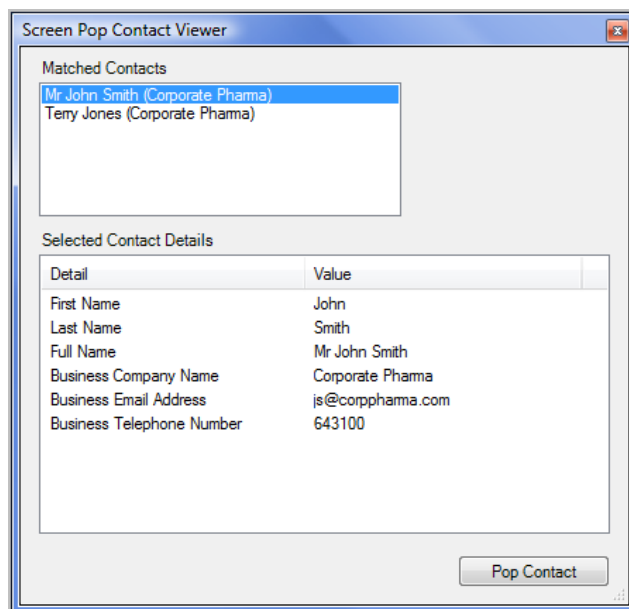 Screen Pop Contact Viewer
Matched Contacts
Mr John Smith (Corporate Pharma)
Terry Jones (Corporate Pharma)
Selected Contact Details
Detail Value
First Name John
Last Name Smith
Full Name Mr John Smith
Business Company Name Corporate Pharma
Business Email Address js@corppharma.com
Business Telephone Number 643100
Pop Contact